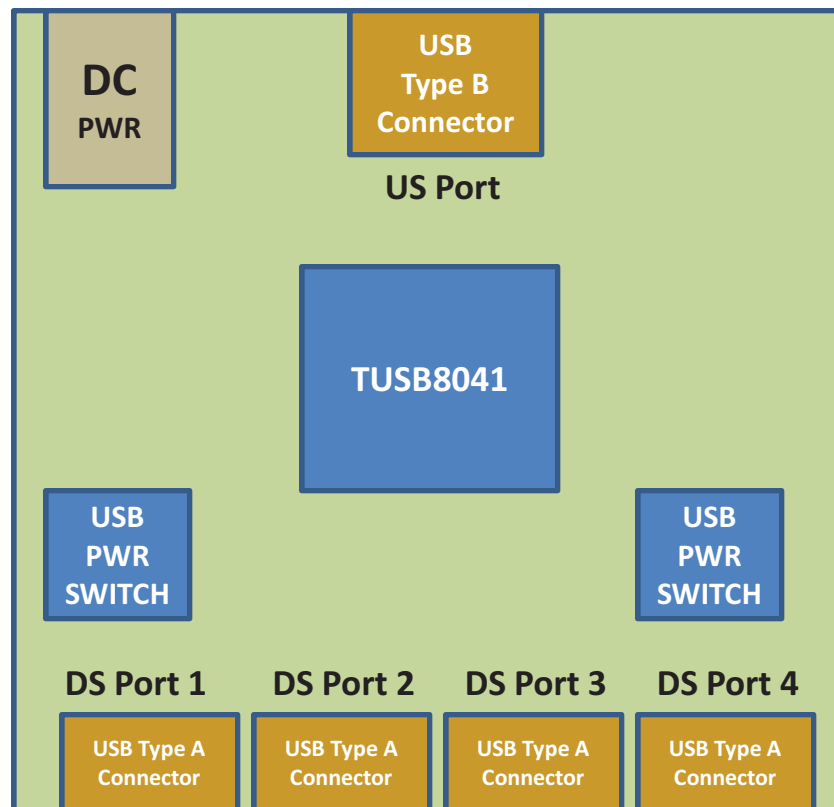 DC
PWR
USB
Type B
Connector
US Port
TUSB8041
USB
PWR
SWITCH
USB
PWR
SWITCH
DS Port 1
DS Port 2
DS Port 3
DS Port 4
USB Type A
Connector
USB Type A
Connector
USB Type A
Connector
USB Type A
Connector